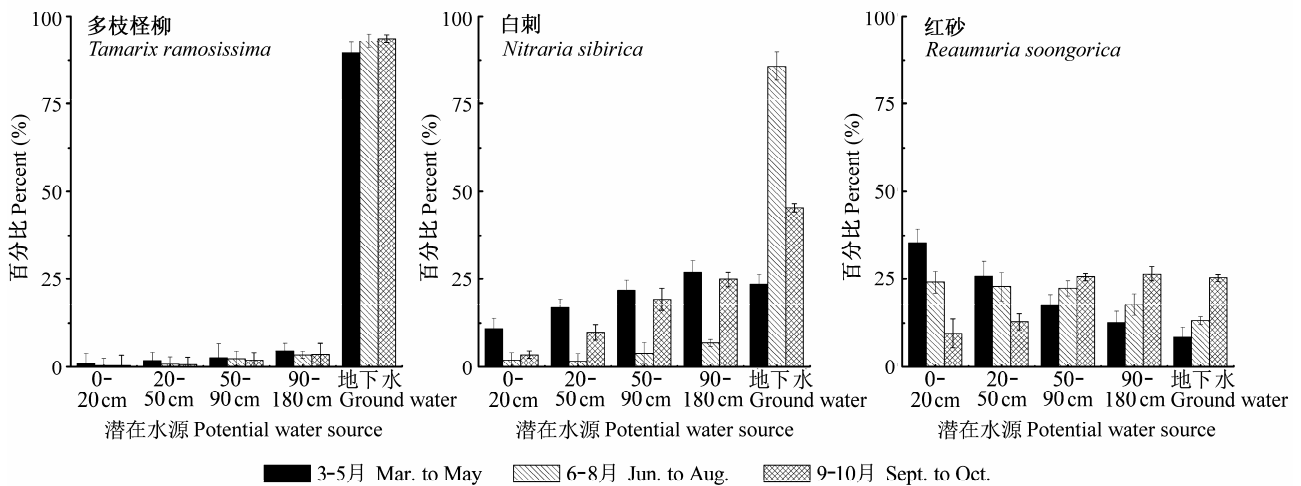 多枝柽柳
Tamarix ramosissima
百分比 Percent (%)
100
75
50
25
0
0-
20 cm
20-
50 cm
50-
90 cm
90-
180 cm
地下水
Ground water
潜在水源 Potential water source
白刺
Nitraria sibirica
百分比 Percent (%)
100
75
50
25
0
0-
20 cm
20-
50 cm
50-
90 cm
90-
180 cm
地下水
Ground water
潜在水源 Potential water source
红砂
Reaumuria soongorica
百分比 Percent (%)
100
75
50
25
0
0-
20 cm
20-
50 cm
50-
90 cm
90-
180 cm
地下水
Ground water
潜在水源 Potential water source
3-5月 Mar. to May
6-8月 Jun. to Aug.
9-10月 Sept. to Oct.